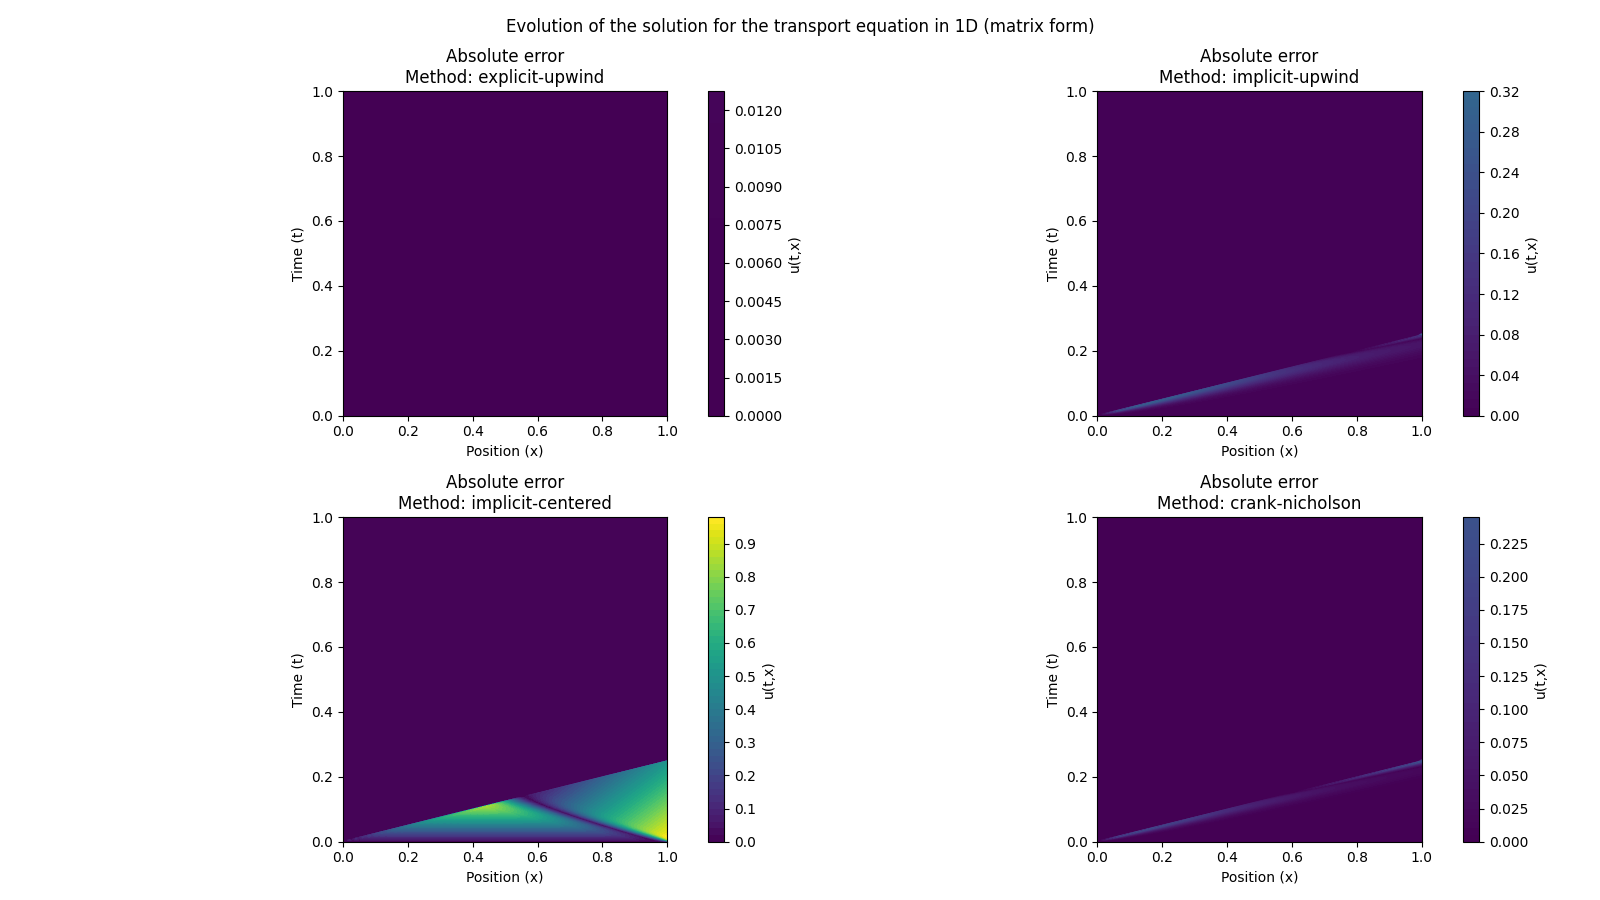 Evolution of the solution for the transport equation in 1D (matrix form)
Absolute error
Method: explicit-upwind
1.0
0.8
0.6
0.4
0.2
0.0
Time (t)
0.0 0.2 0.4 0.6 0.8 1.0
Position (x)
0.0120
0.0105
0.0090
0.0075
0.0060
0.0045
0.0030
0.0015
0.0000
u(t,x)
Absolute error
Method: implicit-upwind
1.0
0.8
0.6
0.4
0.2
0.0
Time (t)
0.0 0.2 0.4 0.6 0.8 1.0
Position (x)
0.32
0.28
0.24
0.20
0.16
0.12
0.08
0.04
0.00
u(t,x)
Absolute error
Method: implicit-centered
1.0
0.8
0.6
0.4
0.2
0.0
Time (t)
0.0 0.2 0.4 0.6 0.8 1.0
Position (x)
0.9
0.8
0.7
0.6
0.5
0.4
0.3
0.2
0.1
0.0
u(t,x)
Absolute error
Method: crank-nicholson
1.0
0.8
0.6
0.4
0.2
0.0
Time (t)
0.0 0.2 0.4 0.6 0.8 1.0
Position (x)
0.225
0.200
0.175
0.150
0.125
0.100
0.075
0.050
0.025
0.000
u(t,x)